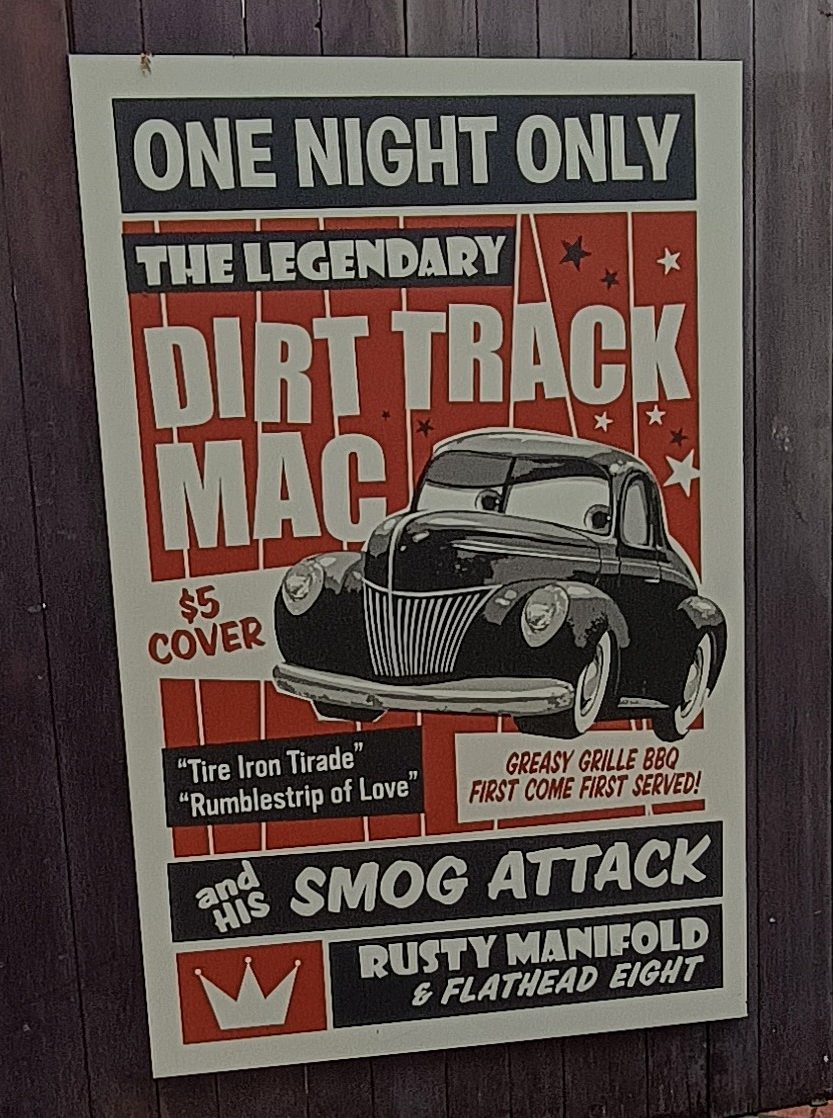 ONE NIGHT ONLY
THE LEGENDARY
DIRT TRACK
MAC
$5
COVER
"Tire Iron Tirade"
"Rumblestrip of Love"
GREASY GRILLE BBQ
FIRST COME FIRST SERVED!
and
HIS
SMOG ATTACK
RUSTY MANIFOLD
& FLATHEAD EIGHT